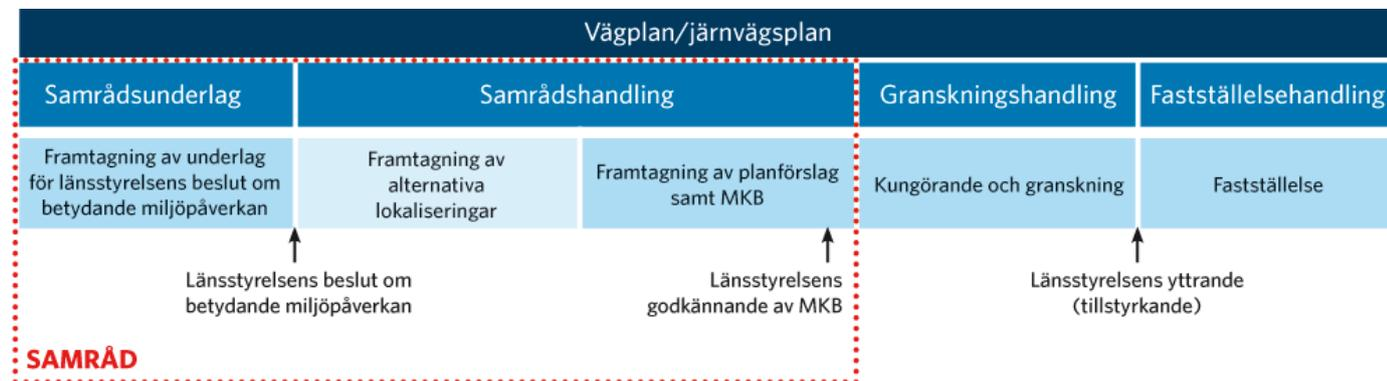 Vägplan/järnvägsplan
Samrådsunderlag
Samrådshandling
Granskningshandling
Fastställelsehandling
Framtagning av underlag
för länsstyrelsens beslut om
betydande miljöpåverkan
Framtagning av
alternativa
lokaliseringar
Framtagning av planförslag
samt MKB
Kungörande och granskning
Fastställelse
Länsstyrelsens beslut om
betydande miljöpåverkan
Länsstyrelsens
godkännande av MKB
Länsstyrelsens yttrande
(tillstyrkande)
SAMRÅD